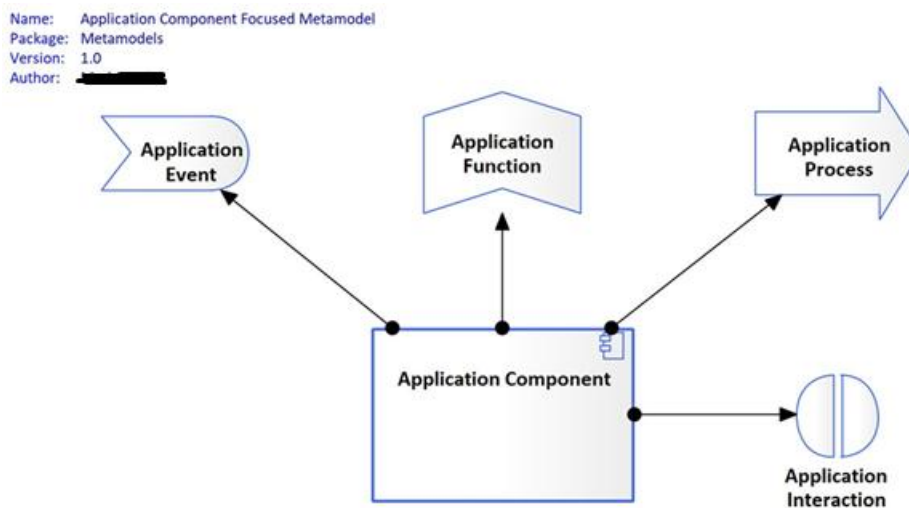 Name: Application Component Focused Metamodel
Package: Metamodels
Version: 1.0
Author:
Application
Event
Application
Function
Application
Process
Application Component
Application
Interaction